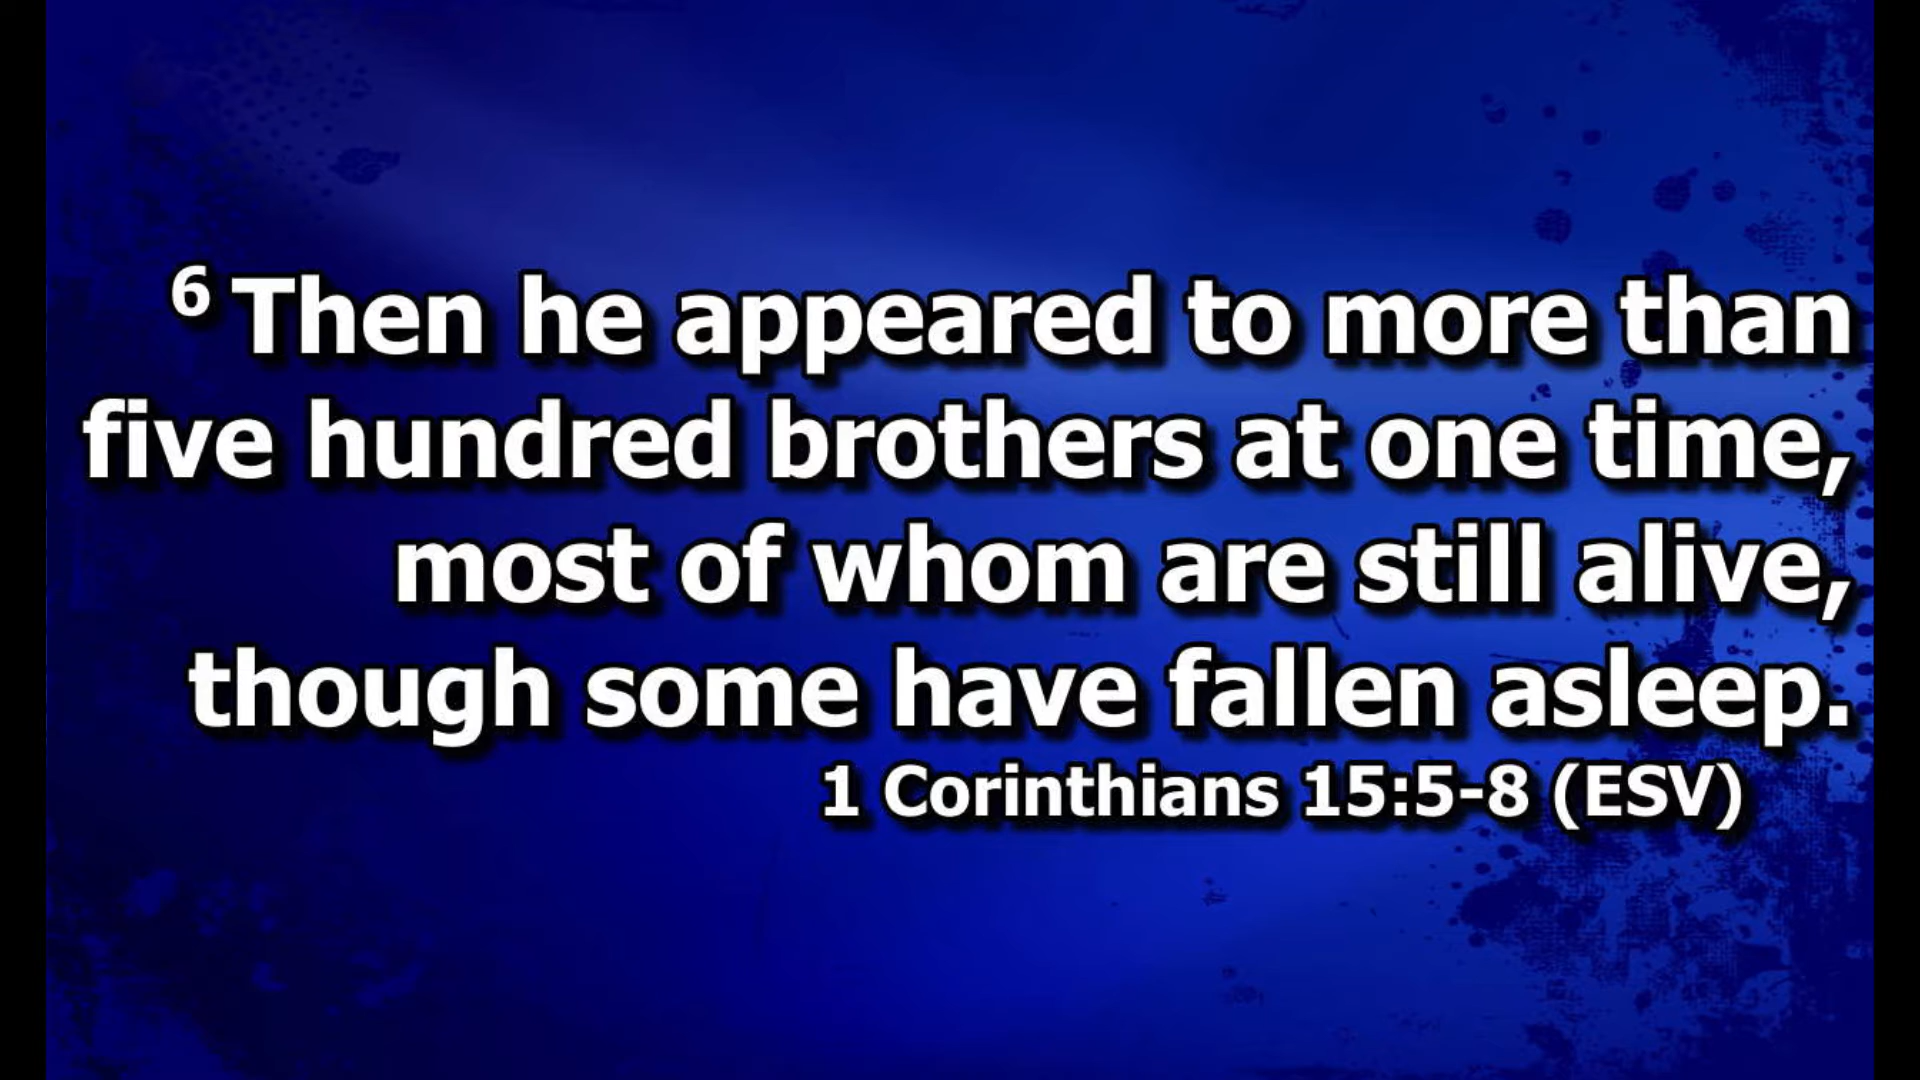 6 Then he appeared to more than
five hundred brothers at one time,
most of whom are still alive,
though some have fallen asleep.
1 Corinthians 15:5-8 (ESV)